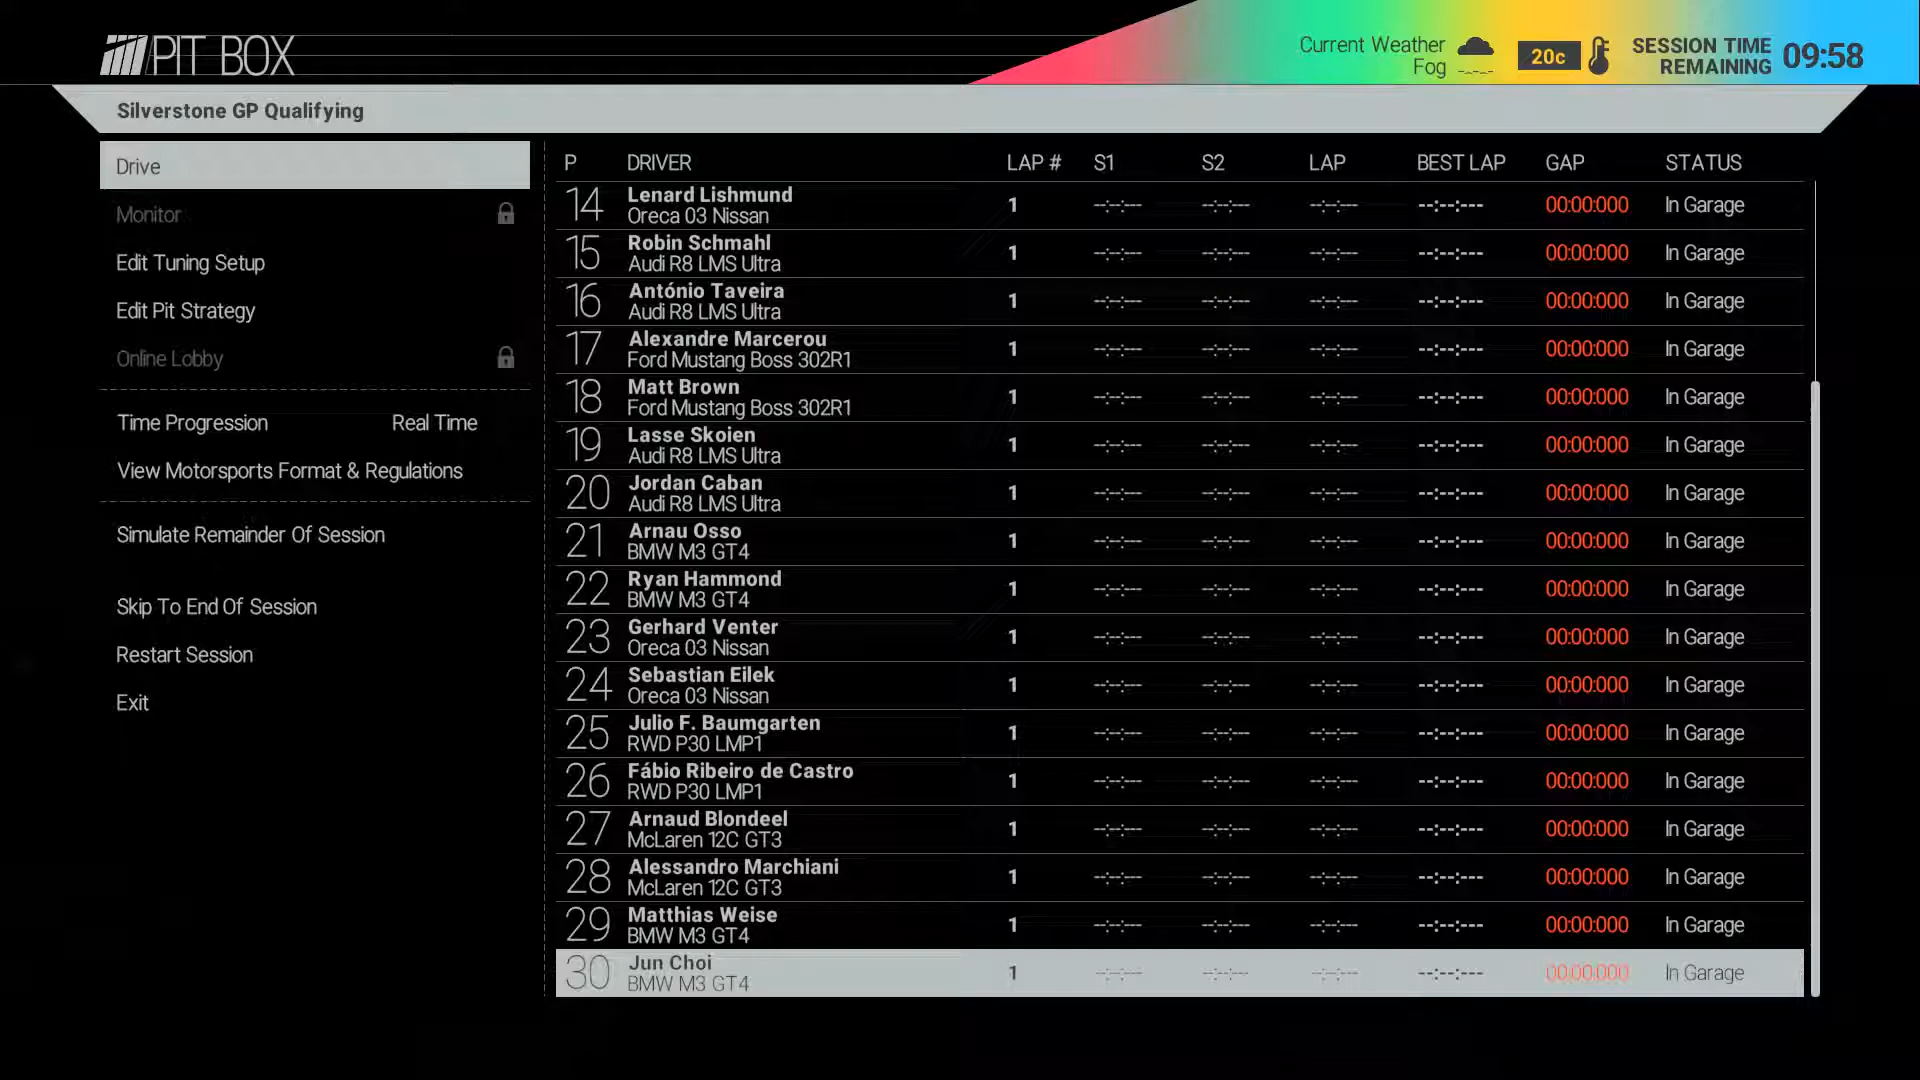 PIT BOX
Current Weather
Fog
20c
SESSION TIME
REMAINING
09:58
Silverstone GP Qualifying
Drive
Monitor
Edit Tuning Setup
Edit Pit Strategy
Online Lobby
Time Progression Real Time
View Motorsports Format & Regulations
Simulate Remainder Of Session
Skip To End Of Session
Restart Session
Exit
P DRIVER LAP # S1 S2 LAP BEST LAP GAP STATUS
14 Lenard Lishmund 1 --:--:--- --:--:--- --:--:--- --:--:--- 00:00:000 In Garage
Oreca 03 Nissan
15 Robin Schmahl 1 --:--:--- --:--:--- --:--:--- --:--:--- 00:00:000 In Garage
Audi R8 LMS Ultra
16 António Taveira 1 --:--:--- --:--:--- --:--:--- --:--:--- 00:00:000 In Garage
Audi R8 LMS Ultra
17 Alexandre Marcerou 1 --:--:--- --:--:--- --:--:--- --:--:--- 00:00:000 In Garage
Ford Mustang Boss 302R1
18 Matt Brown 1 --:--:--- --:--:--- --:--:--- --:--:--- 00:00:000 In Garage
Ford Mustang Boss 302R1
19 Lasse Skoien 1 --:--:--- --:--:--- --:--:--- --:--:--- 00:00:000 In Garage
Audi R8 LMS Ultra
20 Jordan Caban 1 --:--:--- --:--:--- --:--:--- --:--:--- 00:00:000 In Garage
Audi R8 LMS Ultra
21 Arnau Osso 1 --:--:--- --:--:--- --:--:--- --:--:--- 00:00:000 In Garage
BMW M3 GT4
22 Ryan Hammond 1 --:--:--- --:--:--- --:--:--- --:--:--- 00:00:000 In Garage
BMW M3 GT4
23 Gerhard Venter 1 --:--:--- --:--:--- --:--:--- --:--:--- 00:00:000 In Garage
Oreca 03 Nissan
24 Sebastian Eilek 1 --:--:--- --:--:--- --:--:--- --:--:--- 00:00:000 In Garage
Oreca 03 Nissan
25 Julio F. Baumgarten 1 --:--:--- --:--:--- --:--:--- --:--:--- 00:00:000 In Garage
RWD P30 LMP1
26 Fábio Ribeiro de Castro 1 --:--:--- --:--:--- --:--:--- --:--:--- 00:00:000 In Garage
RWD P30 LMP1
27 Arnaud Blondeel 1 --:--:--- --:--:--- --:--:--- --:--:--- 00:00:000 In Garage
McLaren 12C GT3
28 Alessandro Marchiani 1 --:--:--- --:--:--- --:--:--- --:--:--- 00:00:000 In Garage
McLaren 12C GT3
29 Matthias Weise 1 --:--:--- --:--:--- --:--:--- --:--:--- 00:00:000 In Garage
BMW M3 GT4
30 Jun Choi 1 --:--:--- --:--:--- --:--:--- --:--:--- 00:00:000 In Garage
BMW M3 GT4